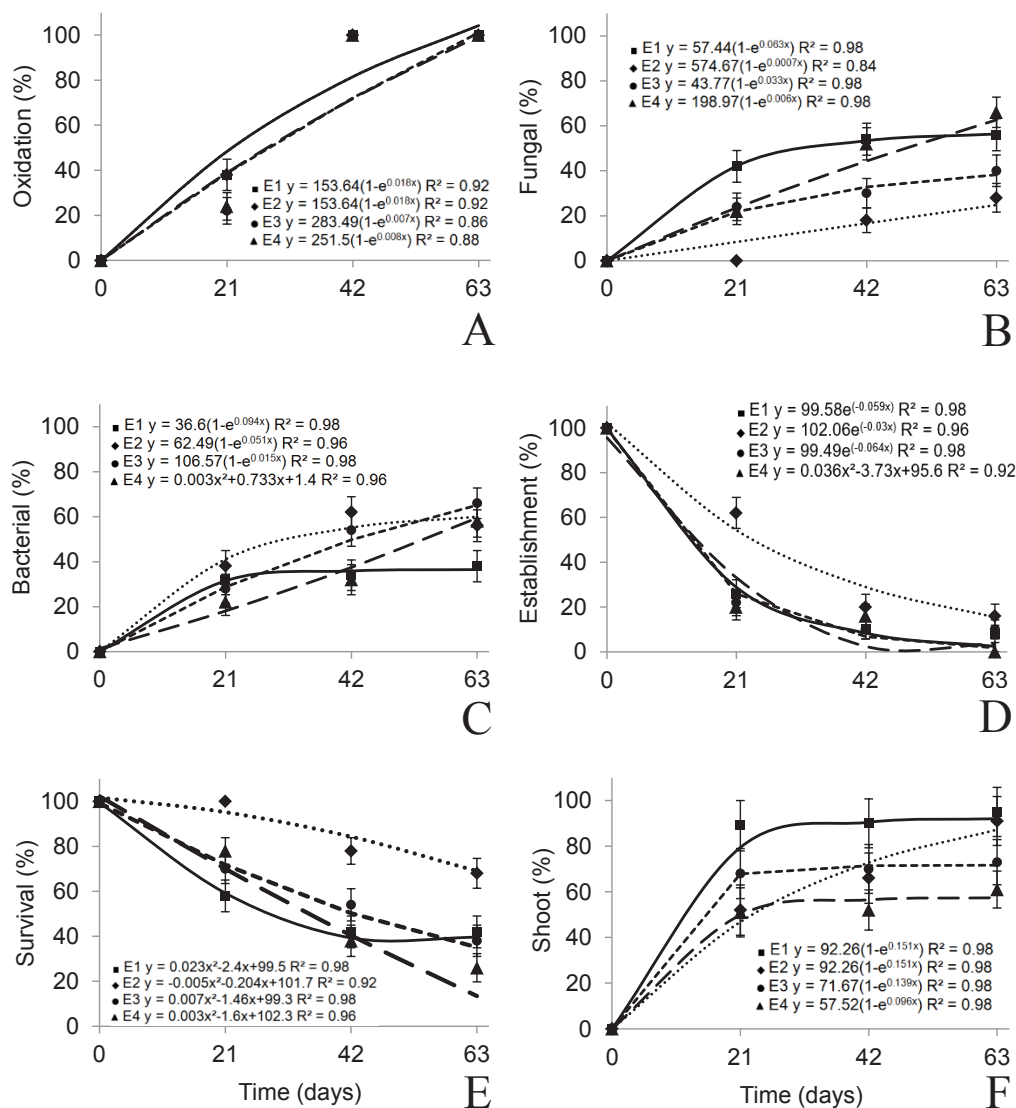 100
80
60
40
20
0
Oxidation (%)
E1 y = 153.64(1-e^0.018x) R² = 0.92
E2 y = 153.64(1-e^0.018x) R² = 0.92
E3 y = 283.49(1-e^0.007x) R² = 0.86
E4 y = 251.5(1-e^0.008x) R² = 0.88
0 21 42 63
A
100
80
60
40
20
0
Fungal (%)
E1 y = 57.44(1-e^0.063x) R² = 0.98
E2 y = 574.67(1-e^0.0007x) R² = 0.84
E3 y = 43.77(1-e^0.033x) R² = 0.98
E4 y = 198.97(1-e^0.006x) R² = 0.98
0 21 42 63
B
100
80
60
40
20
0
Bacterial (%)
E1 y = 36.6(1-e^0.094x) R² = 0.98
E2 y = 62.49(1-e^0.051x) R² = 0.96
E3 y = 106.57(1-e^0.015x) R² = 0.98
E4 y = 0.003x²+0.733x+1.4 R² = 0.96
0 21 42 63
C
100
80
60
40
20
0
Establishment (%)
E1 y = 99.58e^(-0.059x) R² = 0.98
E2 y = 102.06e^(-0.03x) R² = 0.96
E3 y = 99.49e^(-0.064x) R² = 0.98
E4 y = 0.036x²-3.73x+95.6 R² = 0.92
0 21 42 63
D
100
80
60
40
20
0
Survival (%)
E1 y = 0.023x²-2.4x+99.5 R² = 0.98
E2 y = -0.005x²-0.204x+101.7 R² = 0.92
E3 y = 0.007x²-1.46x+99.3 R² = 0.98
E4 y = 0.003x²-1.6x+102.3 R² = 0.96
0 21 42 63
Time (days)
E
100
80
60
40
20
0
Shoot (%)
E1 y = 92.26(1-e^0.151x) R² = 0.98
E2 y = 92.26(1-e^0.151x) R² = 0.98
E3 y = 71.67(1-e^0.139x) R² = 0.98
E4 y = 57.52(1-e^0.096x) R² = 0.98
0 21 42 63
Time (days)
F